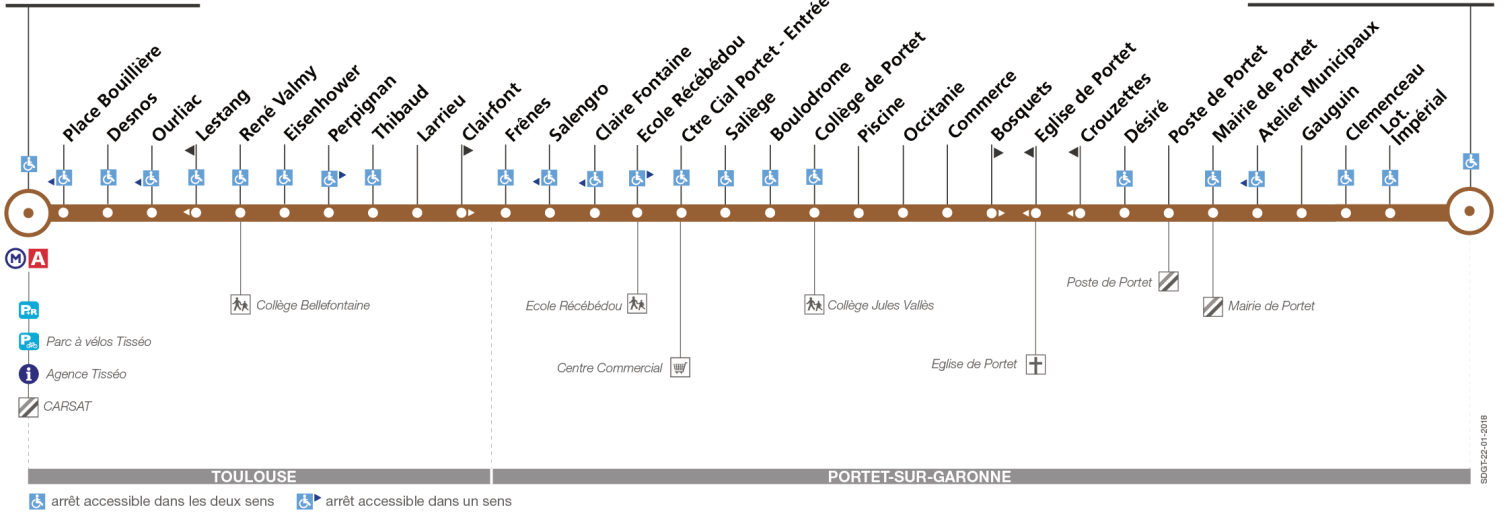 Place Bouillière
Desnos
Ourliac
Lestang
René Valmy
Eisenhower
Perpignan
Thibaud
Larrieu
Clairfont
Frênes
Salengro
Claire Fontaine
Ecole Récébédou
Ctre Cial Portet - Entrée
Saliège
Boulodrome
Collège de Portet
Piscine
Occitanie
Commerce
Bosquets
Eglise de Portet
Crouzettes
Désiré
Poste de Portet
Mairie de Portet
Atelier Municipaux
Gauguin
Clemenceau
Lot.
Impérial
M A
P+R
Parc à vélos Tisséo
Agence Tisséo
CARSAT
Collège Bellefontaine
Ecole Récébédou
Centre Commercial
Collège Jules Vallès
Eglise de Portet
Poste de Portet
Mairie de Portet
SDGT-22-01-2018
TOULOUSE
PORTET-SUR-GARONNE
arrêt accessible dans les deux sens
arrêt accessible dans un sens